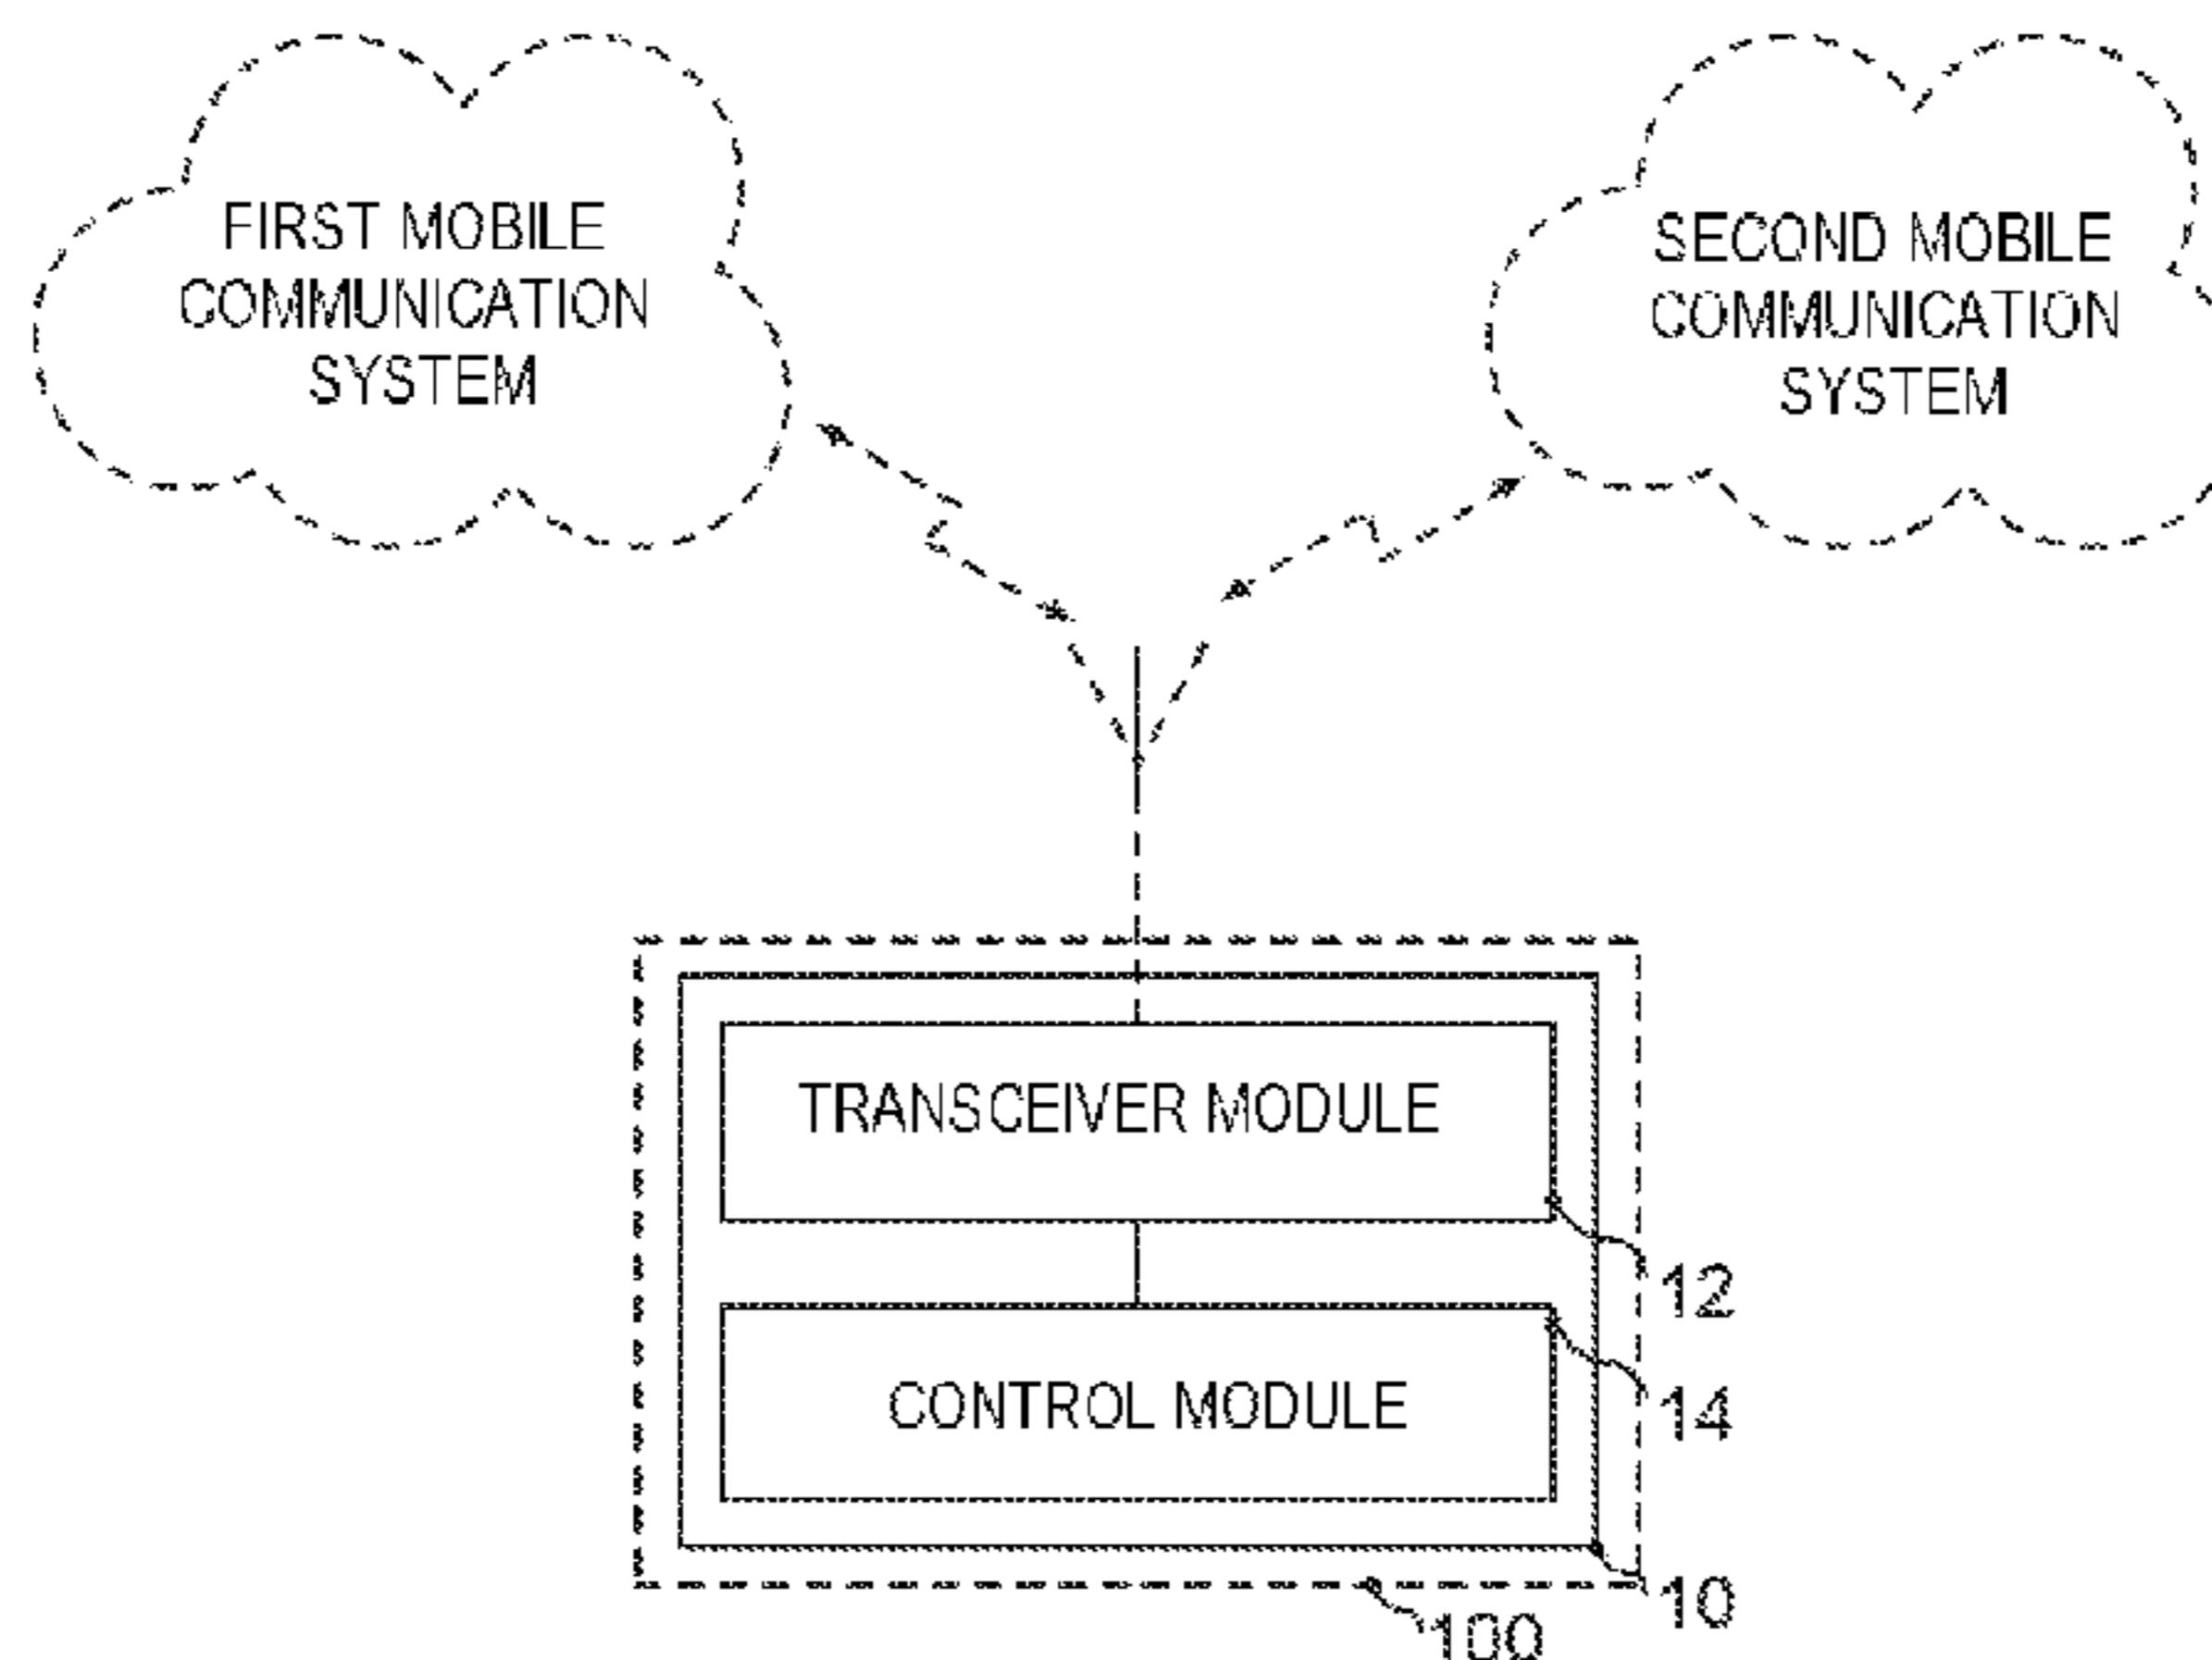 FIRST MOBILE
COMMUNICATION
SYSTEM
SECOND MOBILE
COMMUNICATION
SYSTEM
TRANSCEIVER MODULE
12
CONTROL MODULE
14
10
100